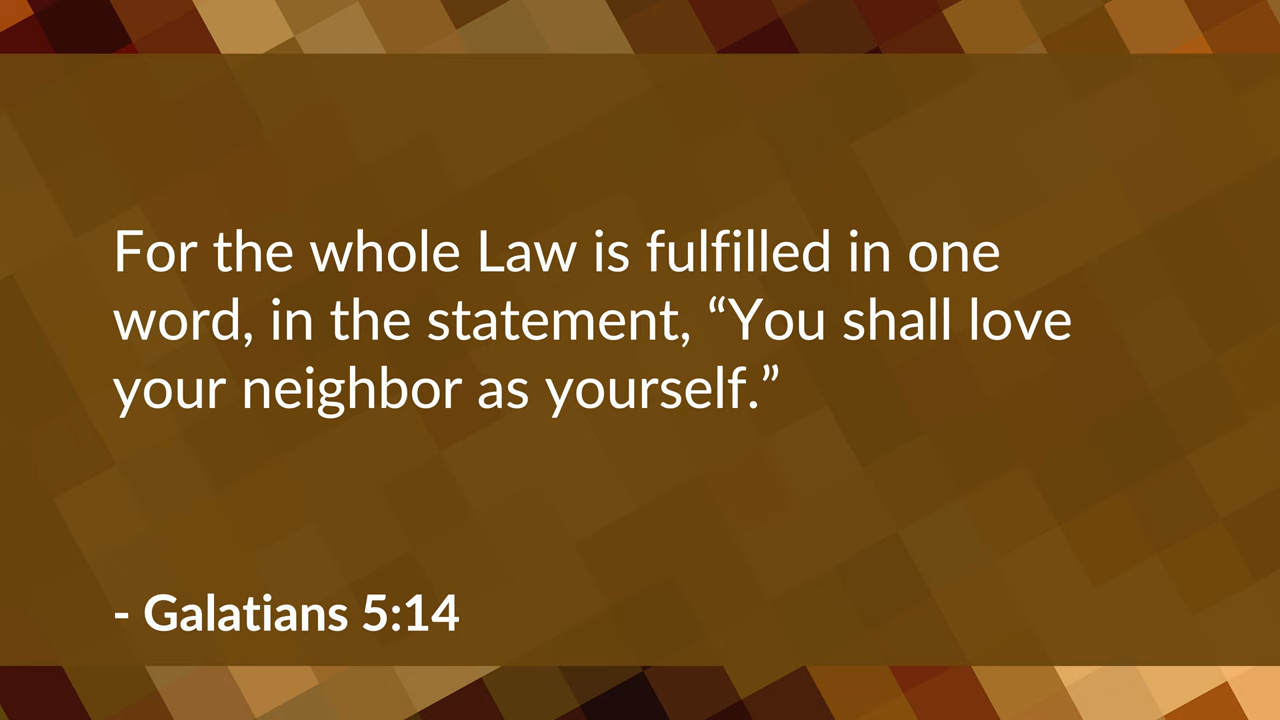 For the whole Law is fulfilled in one
word, in the statement, “You shall love
your neighbor as yourself.”
- Galatians 5:14